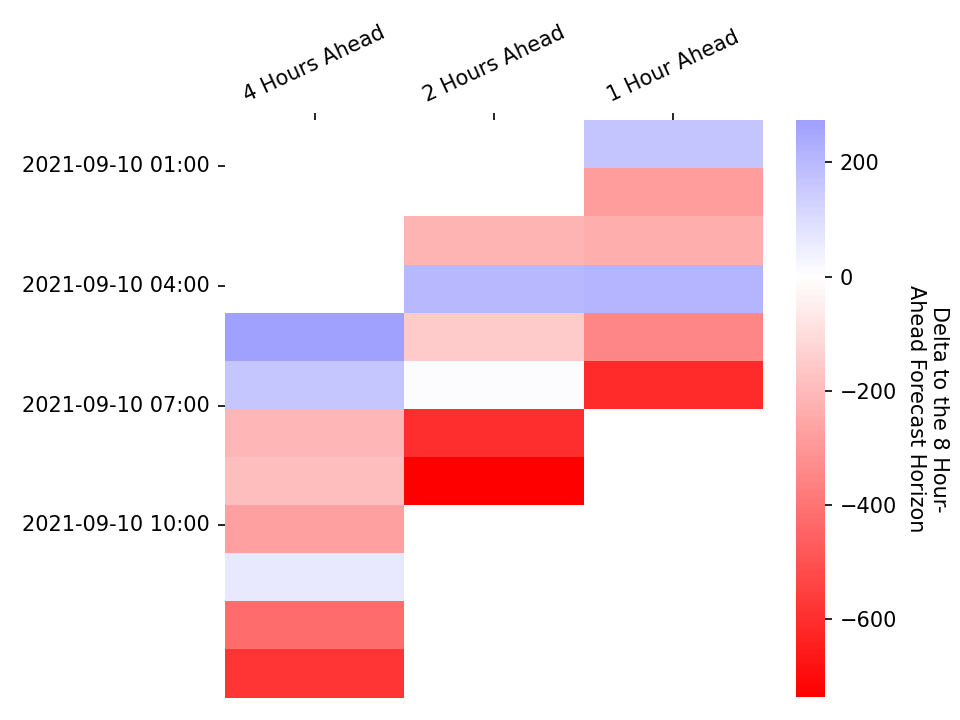 4 Hours Ahead
2 Hours Ahead
1 Hour Ahead
2021-09-10 01:00
2021-09-10 04:00
2021-09-10 07:00
2021-09-10 10:00
200
0
−200
−400
−600
Delta to the 8 Hour-
Ahead Forecast Horizon